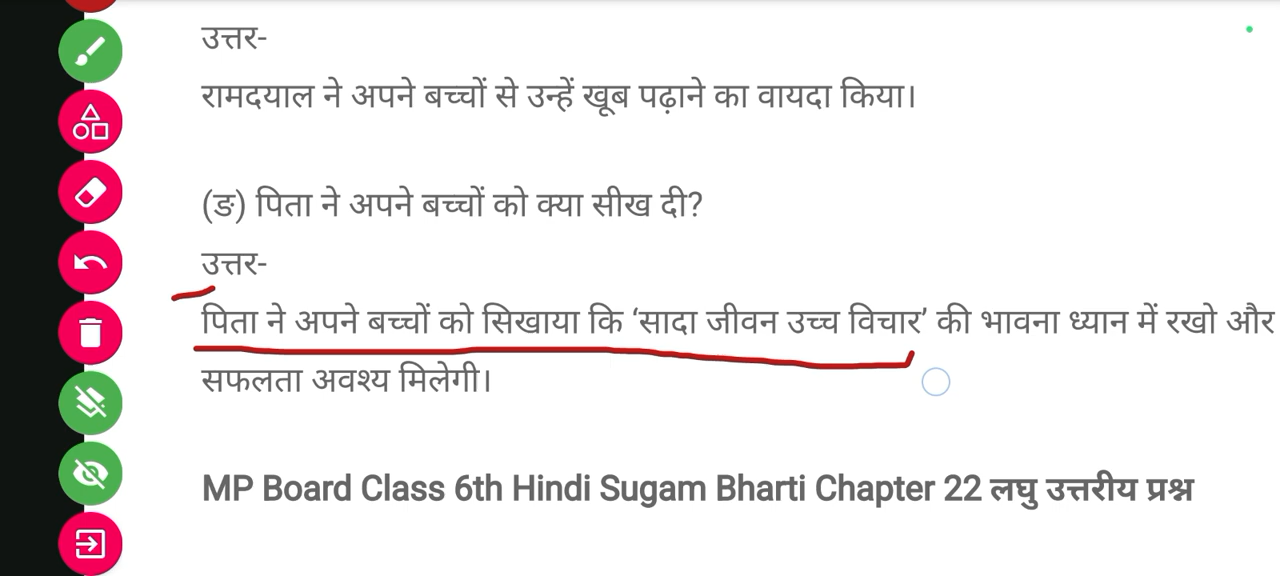 उत्तर-
रामदयाल ने अपने बच्चों से उन्हें खूब पढ़ाने का वायदा किया।
(ङ) पिता ने अपने बच्चों को क्या सीख दी?
उत्तर-
पिता ने अपने बच्चों को सिखाया कि ‘सादा जीवन उच्च विचार’ की भावना ध्यान में रखो और
सफलता अवश्य मिलेगी।
MP Board Class 6th Hindi Sugam Bharti Chapter 22 लघु उत्तरीय प्रश्न